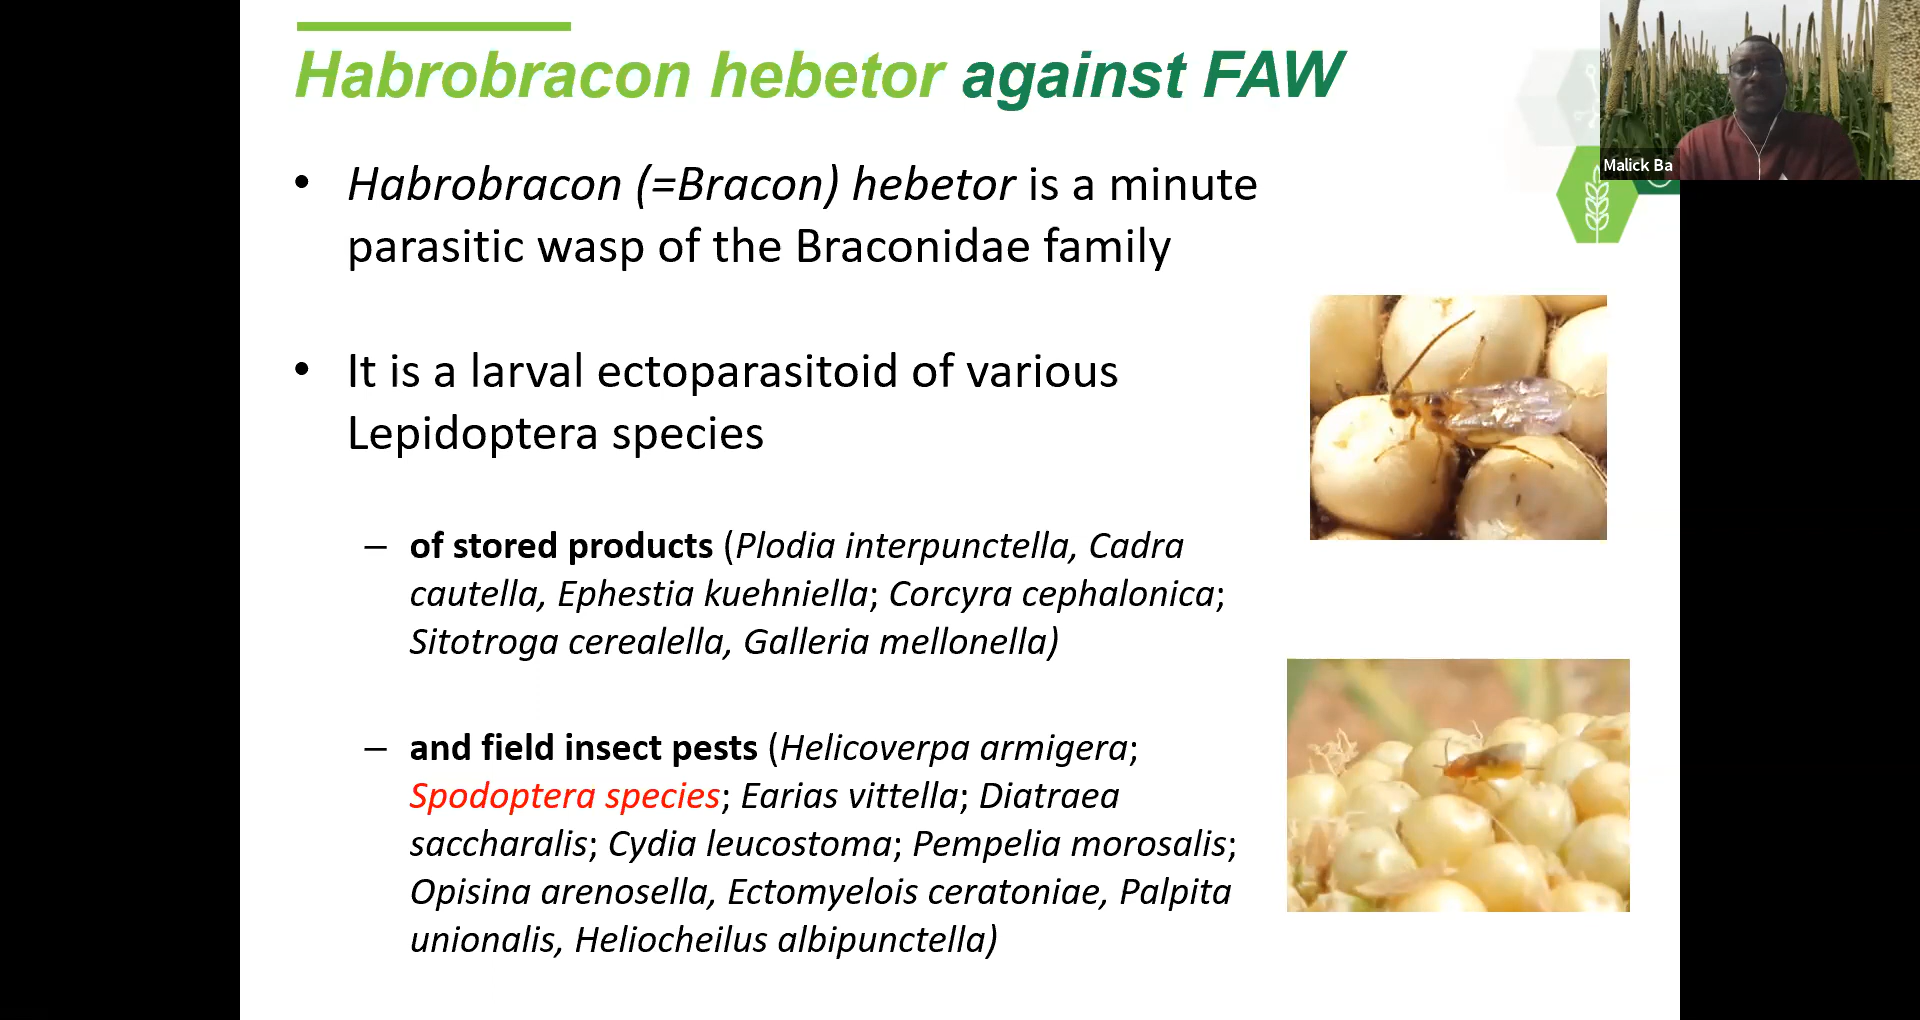 Habrobracon hebetor against FAW
Malick Ba
• Habrobracon (=Bracon) hebetor is a minute
parasitic wasp of the Braconidae family
• It is a larval ectoparasitoid of various
Lepidoptera species
– of stored products (Plodia interpunctella, Cadra
cautella, Ephestia kuehniella; Corcyra cephalonica;
Sitotroga cerealella, Galleria mellonella)
– and field insect pests (Helicoverpa armigera;
Spodoptera species; Earias vittella; Diatraea
saccharalis; Cydia leucostoma; Pempelia morosalis;
Opisina arenosella, Ectomyelois ceratoniae, Palpita
unionalis, Heliocheilus albipunctella)